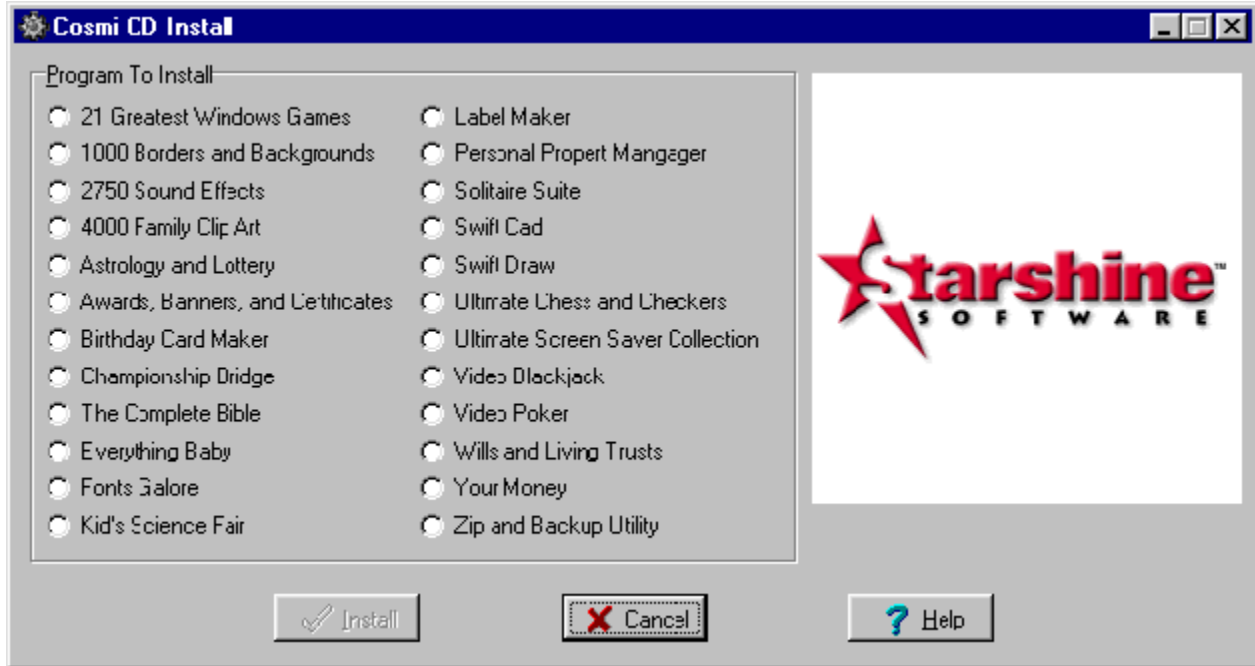 Cosmi CD Install
Program To Install
21 Greatest Windows Games
1000 Borders and Backgrounds
2750 Sound Effects
4000 Family Clip Art
Astrology and Lottery
Awards, Banners, and Certificates
Birthday Card Maker
Championship Bridge
The Complete Bible
Everything Baby
Fonts Galore
Kid's Science Fair
Label Maker
Personal Propert Mangager
Solitaire Suite
Swift Cad
Swift Draw
Ultimate Chess and Checkers
Ultimate Screen Saver Collection
Video Blackjack
Video Poker
Wills and Living Trusts
Your Money
Zip and Backup Utility
Starshine™
SOFTWARE
Install
Cancel
Help